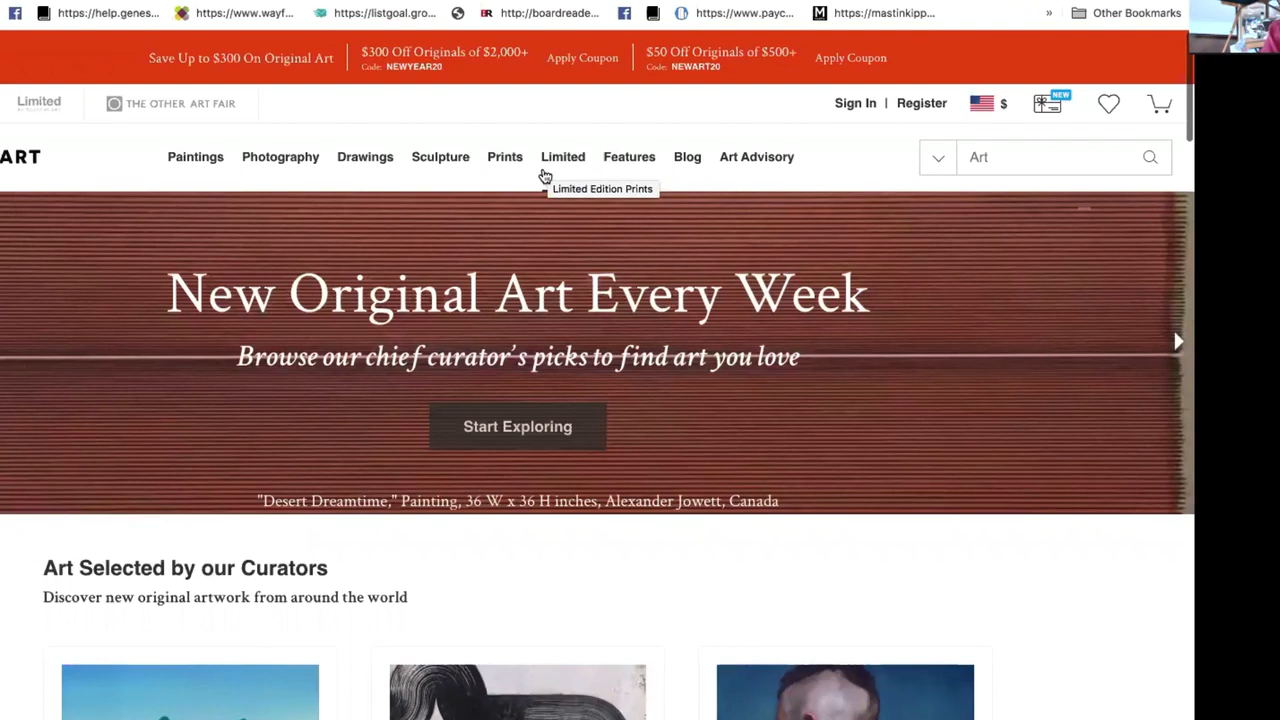 https://help.genes... https://www.wayf... https://listgoal.gro... BR http://boardreade... https://www.payc... M https://mastinkipp... » Other Bookmarks
Save Up to $300 On Original Art
$300 Off Originals of $2,000+
Code: NEWYEAR20
Apply Coupon
$50 Off Originals of $500+
Code: NEWART20
Apply Coupon
Limited
THE OTHER ART FAIR
Sign In | Register
$
NEW
ART
Paintings Photography Drawings Sculpture Prints Limited Features Blog Art Advisory
Art
Limited Edition Prints
New Original Art Every Week
Browse our chief curator's picks to find art you love
Start Exploring
"Desert Dreamtime," Painting, 36 W x 36 H inches, Alexander Jowett, Canada
Art Selected by our Curators
Discover new original artwork from around the world